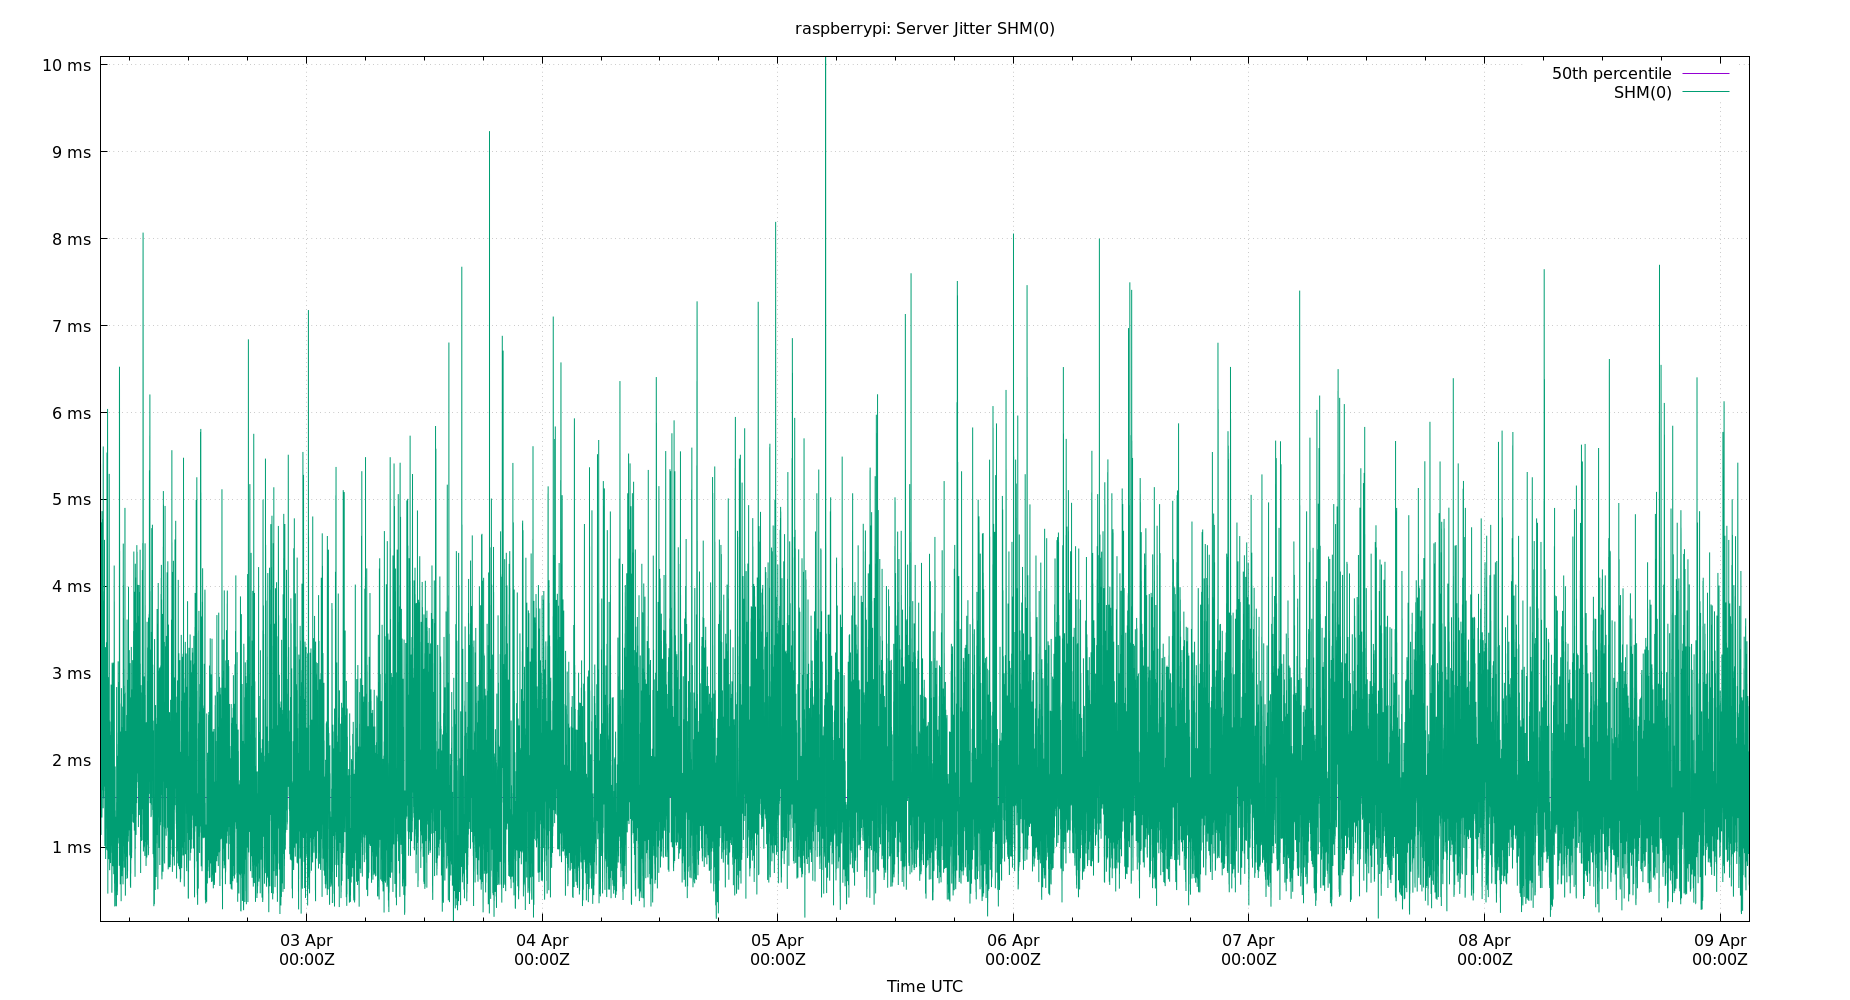 raspberrypi: Server Jitter SHM(0)
10 ms
9 ms
8 ms
7 ms
6 ms
5 ms
4 ms
3 ms
2 ms
1 ms
50th percentile
SHM(0)
03 Apr
00:00Z
04 Apr
00:00Z
05 Apr
00:00Z
06 Apr
00:00Z
07 Apr
00:00Z
08 Apr
00:00Z
09 Apr
00:00Z
Time UTC